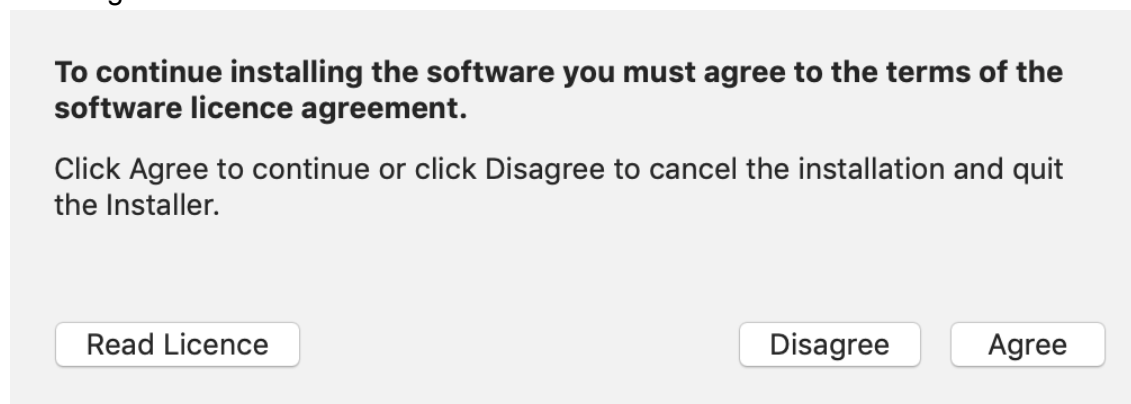 To continue installing the software you must agree to the terms of the
software licence agreement.
Click Agree to continue or click Disagree to cancel the installation and quit
the Installer.
Read Licence
Disagree
Agree